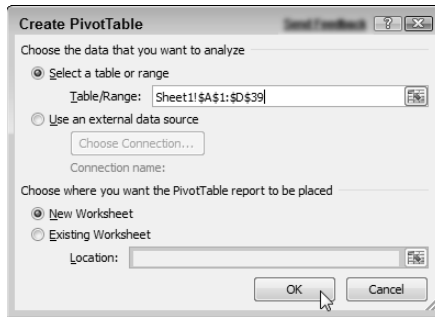 Create PivotTable
Choose the data that you want to analyze
Select a table or range
Table/Range: Sheet1!$A$1:$D$39
Use an external data source
Choose Connection...
Connection name:
Choose where you want the PivotTable report to be placed
New Worksheet
Existing Worksheet
Location:
OK Cancel